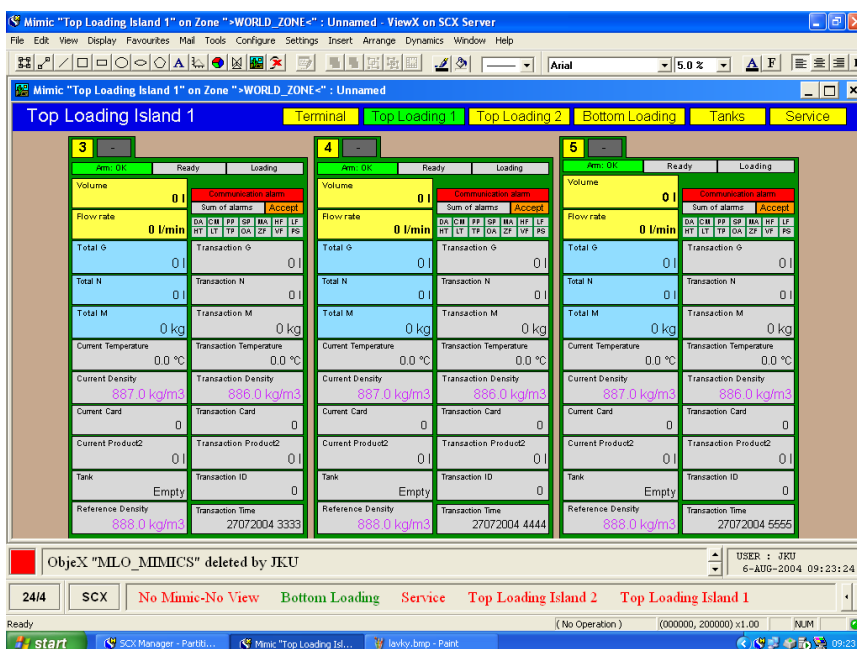 Mimic "Top Loading Island 1" on Zone ">WORLD_ZONE<" : Unnamed - ViewX on SCX Server
File Edit View Display Favourites Mail Tools Configure Settings Insert Arrange Dynamics Window Help
A Arial 5.0 % A F
Mimic "Top Loading Island 1" on Zone ">WORLD_ZONE<" : Unnamed
Top Loading Island 1 Terminal Top Loading 1 Top Loading 2 Bottom Loading Tanks Service
3 -
Arm: OK Ready Loading
Volume
0 l
Communication alarm
Sum of alarms Accept
Flow rate
0 l/min
DA CM PP SP MA HF LF
HT LT TP OA ZF VF PS
Total G Transaction G
0 l 0 l
Total N Transaction N
0 l 0 l
Total M Transaction M
0 kg 0 kg
Current Temperature Transaction Temperature
0.0 °C 0.0 °C
Current Density Transaction Density
887.0 kg/m3 886.0 kg/m3
Current Card Transaction Card
0 0
Current Product2 Transaction Product2
0 l 0 l
Tank Transaction ID
Empty 0
Reference Density Transaction Time
888.0 kg/m3 27072004 3333
4 -
Arm: OK Ready Loading
Volume
0 l
Communication alarm
Sum of alarms Accept
Flow rate
0 l/min
DA CM PP SP MA HF LF
HT LT TP OA ZF VF PS
Total G Transaction G
0 l 0 l
Total N Transaction N
0 l 0 l
Total M Transaction M
0 kg 0 kg
Current Temperature Transaction Temperature
0.0 °C 0.0 °C
Current Density Transaction Density
887.0 kg/m3 886.0 kg/m3
Current Card Transaction Card
0 0
Current Product2 Transaction Product2
0 l 0 l
Tank Transaction ID
Empty 0
Reference Density Transaction Time
888.0 kg/m3 27072004 4444
5 -
Arm: OK Ready Loading
Volume
0 l
Communication alarm
Sum of alarms Accept
Flow rate
0 l/min
DA CM PP SP MA HF LF
HT LT TP OA ZF VF PS
Total G Transaction G
0 l 0 l
Total N Transaction N
0 l 0 l
Total M Transaction M
0 kg 0 kg
Current Temperature Transaction Temperature
0.0 °C 0.0 °C
Current Density Transaction Density
887.0 kg/m3 886.0 kg/m3
Current Card Transaction Card
0 0
Current Product2 Transaction Product2
0 l 0 l
Tank Transaction ID
Empty 0
Reference Density Transaction Time
888.0 kg/m3 27072004 5555
ObjeX "MLO_MIMICS" deleted by JKU
USER : JKU
6-AUG-2004 09:23:24
24/4 SCX No Mimic-No View Bottom Loading Service Top Loading Island 2 Top Loading Island 1
Ready (No Operation ) (000000, 200000) x1.00 NUM
start SCX Manager - Partiti... Mimic "Top Loading Isl... lavky.bmp - Paint 09:23